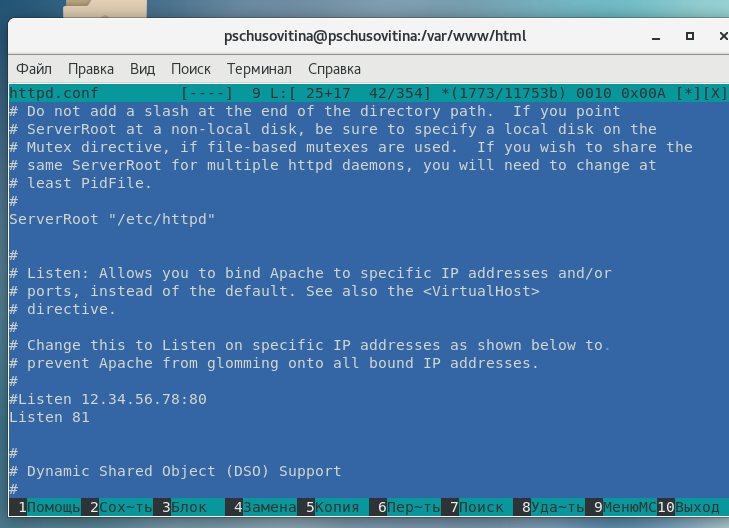 pschusovitina@pschusovitina:/var/www/html
Файл Правка Вид Поиск Терминал Справка
httpd.conf [----] 9 L:[ 25+17 42/354] *(1773/11753b) 0010 0x00A [*][X]
# Do not add a slash at the end of the directory path.  If you point
# ServerRoot at a non-local disk, be sure to specify a local disk on the
# Mutex directive, if file-based mutexes are used.  If you wish to share the
# same ServerRoot for multiple httpd daemons, you will need to change at
# least PidFile.
#
ServerRoot "/etc/httpd"
#
# Listen: Allows you to bind Apache to specific IP addresses and/or
# ports, instead of the default. See also the <VirtualHost>
# directive.
#
# Change this to Listen on specific IP addresses as shown below to.
# prevent Apache from glomming onto all bound IP addresses.
#
#Listen 12.34.56.78:80
Listen 81
#
# Dynamic Shared Object (DSO) Support
#
1Помощь 2Сох~ть 3Блок 4Замена 5Копия 6Пер~ть 7Поиск 8Уда~ть 9МенюMC 10Выход